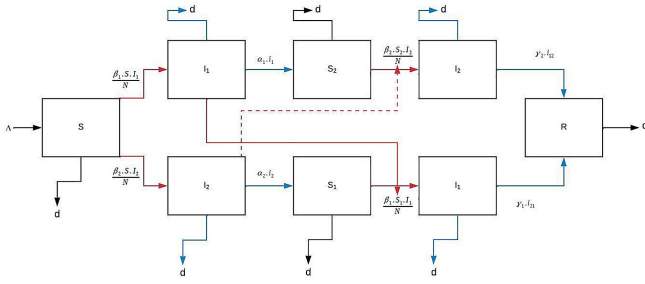 d
d
d
β₁.S.I₁
N
I₁
α₁.i₁
S₂
β₂.S₂.I₂
N
I₂
γ₂.i₁₂
Λ
S
R
d
β₂.S.I₂
N
I₂
α₂.i₂
S₁
β₁.S₁.I₁
N
I₁
γ₁.i₂₁
d
d
d
d